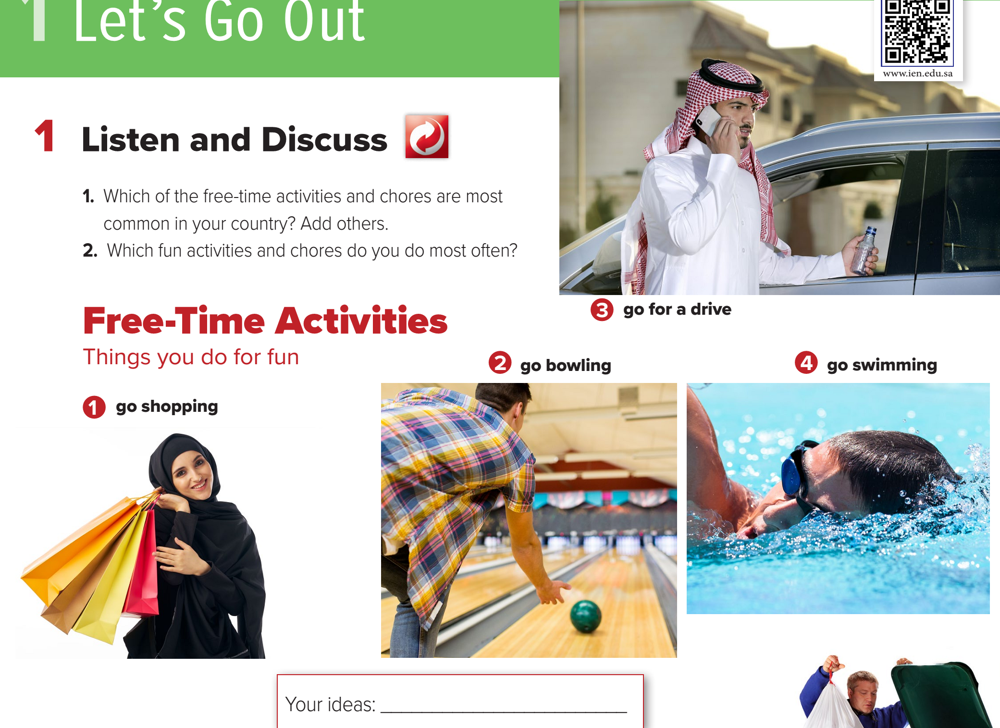 1 Let's Go Out
www.ien.edu.sa
1 Listen and Discuss
1. Which of the free-time activities and chores are most
common in your country? Add others.
2. Which fun activities and chores do you do most often?
3 go for a drive
Free-Time Activities
Things you do for fun
2 go bowling
4 go swimming
1 go shopping
Your ideas: ________________________